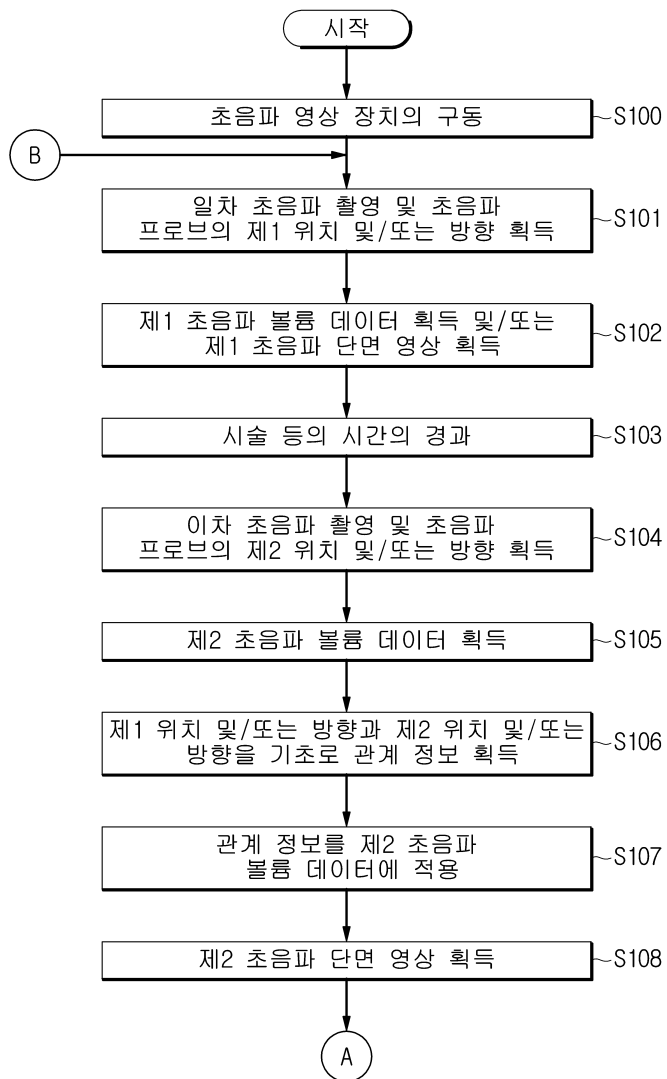 시작
초음파 영상 장치의 구동
S100
B
일차 초음파 촬영 및 초음파
프로브의 제1 위치 및/또는 방향 획득
S101
제1 초음파 볼륨 데이터 획득 및/또는
제1 초음파 단면 영상 획득
S102
시술 등의 시간의 경과
S103
이차 초음파 촬영 및 초음파
프로브의 제2 위치 및/또는 방향 획득
S104
제2 초음파 볼륨 데이터 획득
S105
제1 위치 및/또는 방향과 제2 위치 및/또는
방향을 기초로 관계 정보 획득
S106
관계 정보를 제2 초음파
볼륨 데이터에 적용
S107
제2 초음파 단면 영상 획득
S108
A